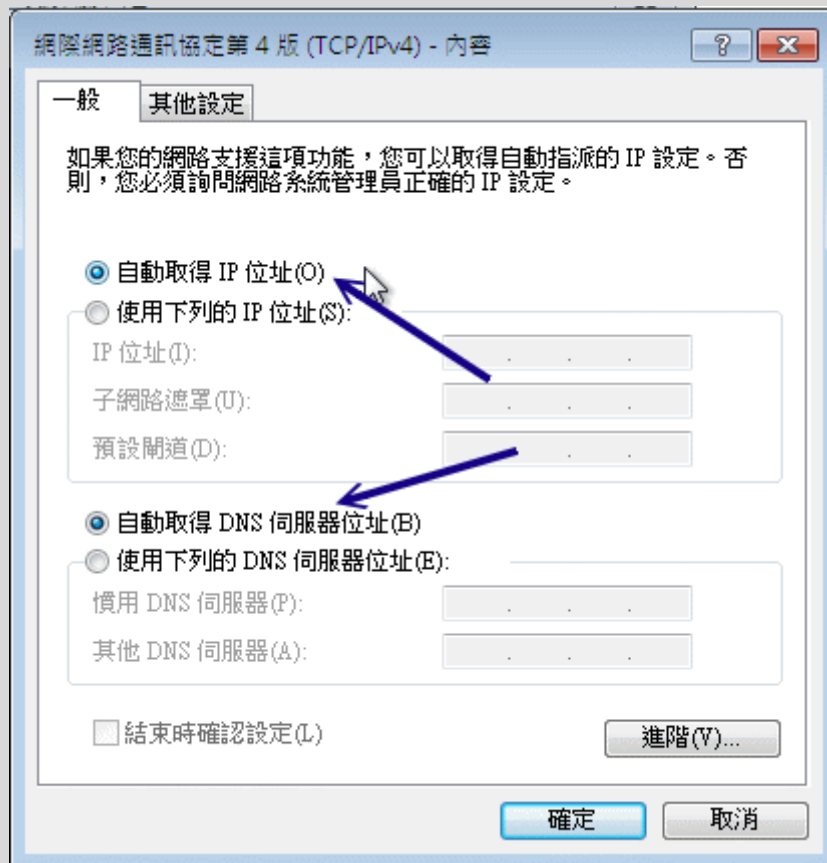 網際網路通訊協定第 4 版 (TCP/IPv4) - 內容
一般
其他設定
如果您的網路支援這項功能，您可以取得自動指派的 IP 設定。否
則，您必須詢問網路系統管理員正確的 IP 設定。
自動取得 IP 位址(O)
使用下列的 IP 位址(S):
IP 位址(I):
子網路遮罩(U):
預設閘道(D):
自動取得 DNS 伺服器位址(B)
使用下列的 DNS 伺服器位址(E):
慣用 DNS 伺服器(P):
其他 DNS 伺服器(A):
結束時確認設定(L)
進階(V)...
確定
取消